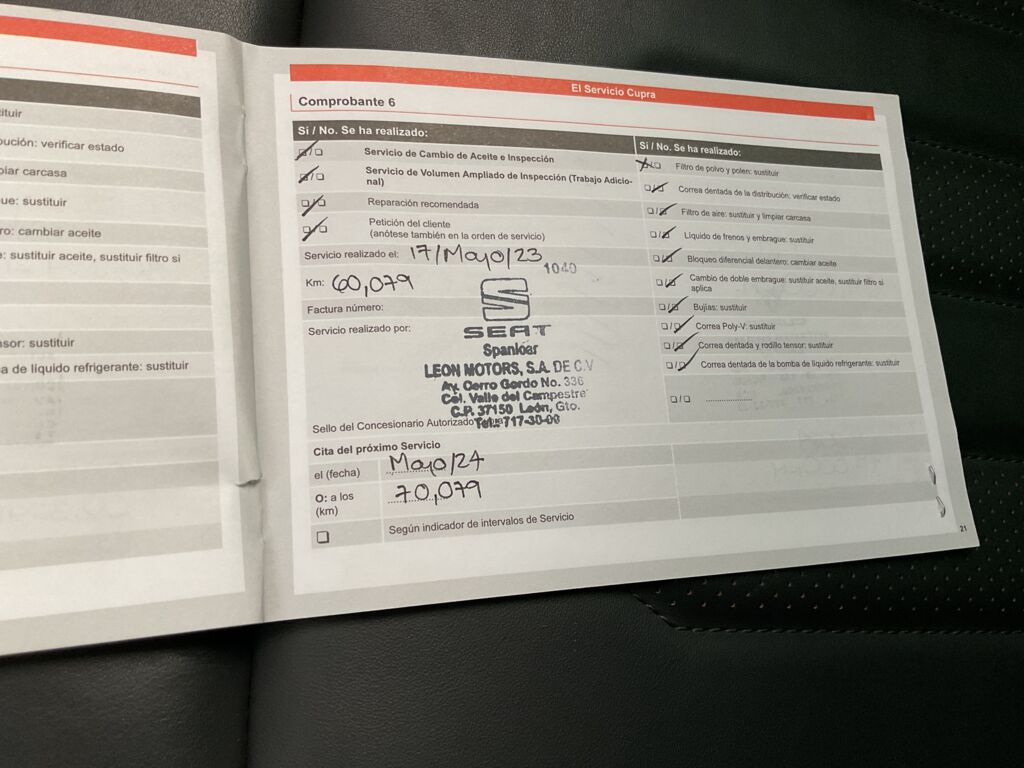 tituir
bución: verificar estado
piar carcasa
que: sustituir
ro: cambiar aceite
e: sustituir aceite, sustituir filtro si
sor: sustituir
a de líquido refrigerante: sustituir
El Servicio Cupra
Comprobante 6
Si / No. Se ha realizado:
Servicio de Cambio de Aceite e Inspección
Servicio de Volumen Ampliado de Inspección (Trabajo Adicio-
nal)
Reparación recomendada
Petición del cliente
(anótese también en la orden de servicio)
Servicio realizado el: 17/Mayo/23
1040
Km: 60,079
Factura número:
Servicio realizado por:
SEAT
LEON MOTORS, S.A. DE C.V
Av. Cerro Gordo No. 336
Col. Valle del Campestre
C.P. 37150 León, Gto.
Sello del Concesionario Autorizado
Tel.: 717-30-00
Cita del próximo Servicio
el (fecha) Mayo/24
O: a los 70,079
(km)
Según indicador de intervalos de Servicio
Si / No. Se ha realizado:
Filtro de polvo y polen: sustituir
Correa dentada de la distribución: verificar estado
Filtro de aire: sustituir y limpiar carcasa
Líquido de frenos y embrague: sustituir
Bloqueo diferencial delantero: cambiar aceite
Cambio de doble embrague: sustituir aceite, sustituir filtro si
aplica
Bujías: sustituir
Correa Poly-V: sustituir
Correa dentada y rodillo tensor: sustituir
Correa dentada de la bomba de líquido refrigerante: sustituir
21